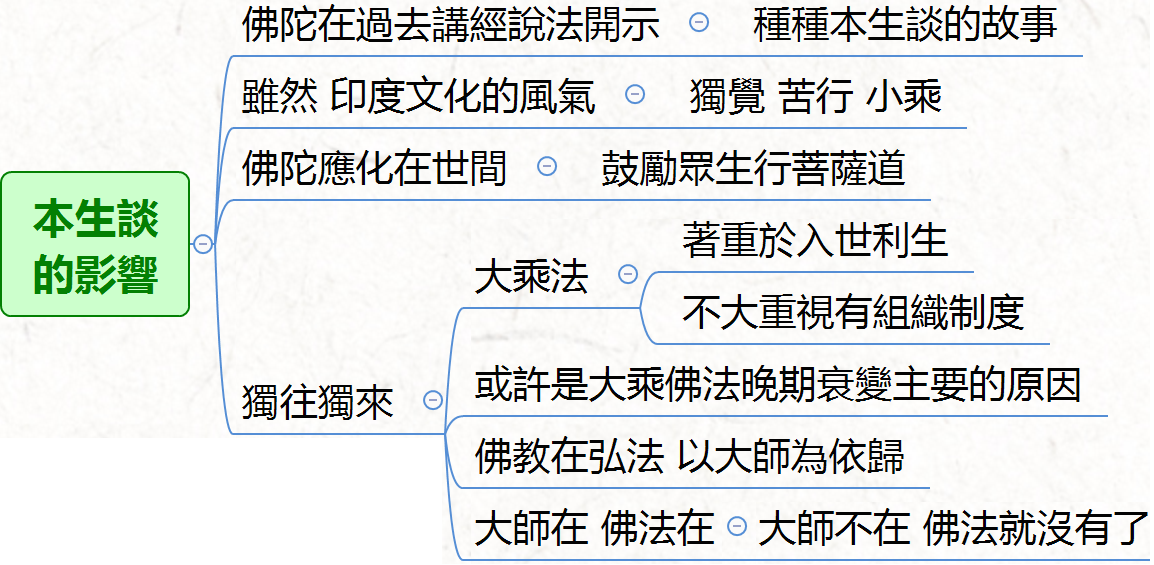 本生談
的影響
佛陀在過去講經說法開示
種種本生談的故事
雖然 印度文化的風氣
獨覺 苦行 小乘
佛陀應化在世間
鼓勵眾生行菩薩道
獨往獨來
大乘法
著重於入世利生
不大重視有組織制度
或許是大乘佛法晚期衰變主要的原因
佛教在弘法 以大師為依歸
大師在 佛法在
大師不在 佛法就沒有了